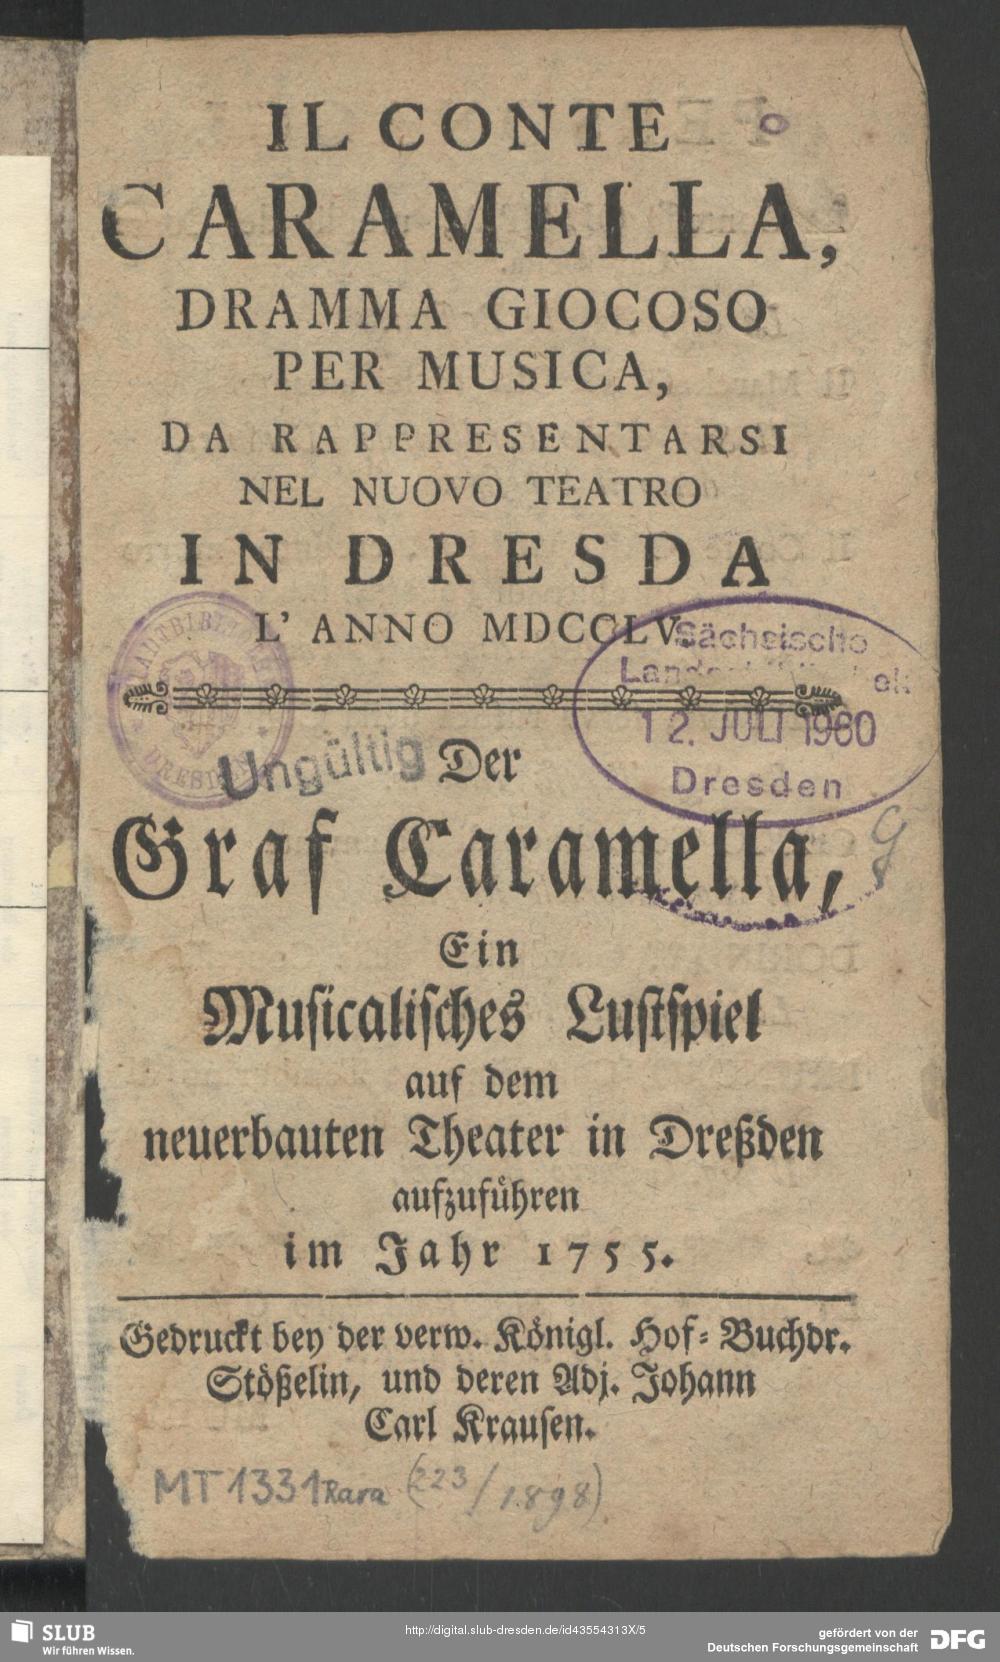 IL CONTE
CARAMELLA,
DRAMMA GIOCOSO
PER MUSICA,
DA RAPPRESENTARSI
NEL NUOVO TEATRO
IN DRESDA
L' ANNO MDCCLV.
Sächsische
12. JULI 1960
Dresden
Ungültig
Der
Graf Caramella,
Ein
Musicalisches Lustspiel
auf dem
neuerbauten Theater in Dreßden
aufzuführen
im Jahr 1755.
Gedruckt bey der verw. Königl. Hof-Buchdr.
Stößelin, und deren Adj. Johann
Carl Krausen.
MT 1331 Rara (223/1898)
SLUB
Wir führen Wissen.
http://digital.slub-dresden.de/id43554313X/5
gefördert von der
Deutschen Forschungsgemeinschaft
DFG